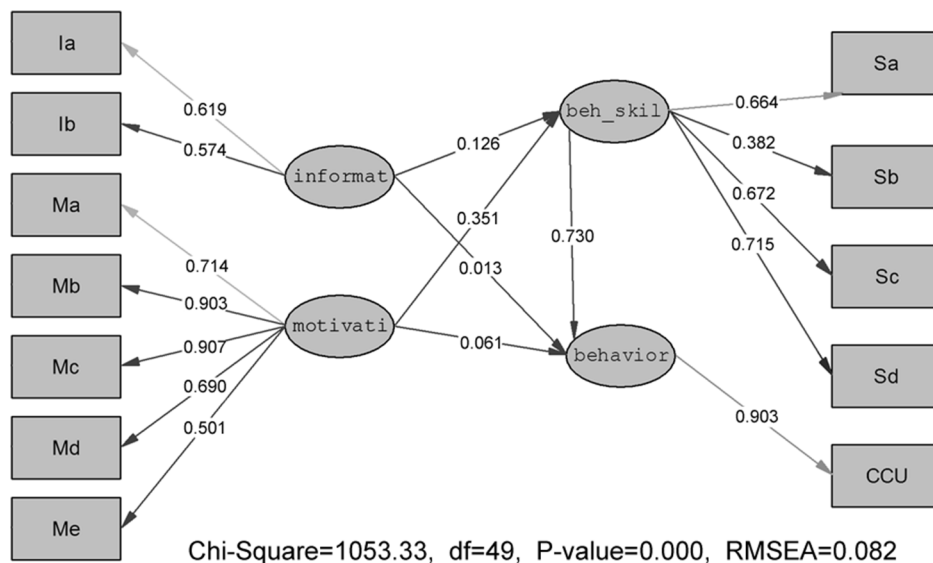 Ia
Ib
Ma
Mb
Mc
Md
Me
0.619
0.574
0.714
0.903
0.907
0.690
0.501
informat
motivati
0.126
0.351
0.013
0.061
0.730
beh_skil
behavior
0.664
0.382
0.672
0.715
0.903
Sa
Sb
Sc
Sd
CCU
Chi-Square=1053.33, df=49, P-value=0.000, RMSEA=0.082